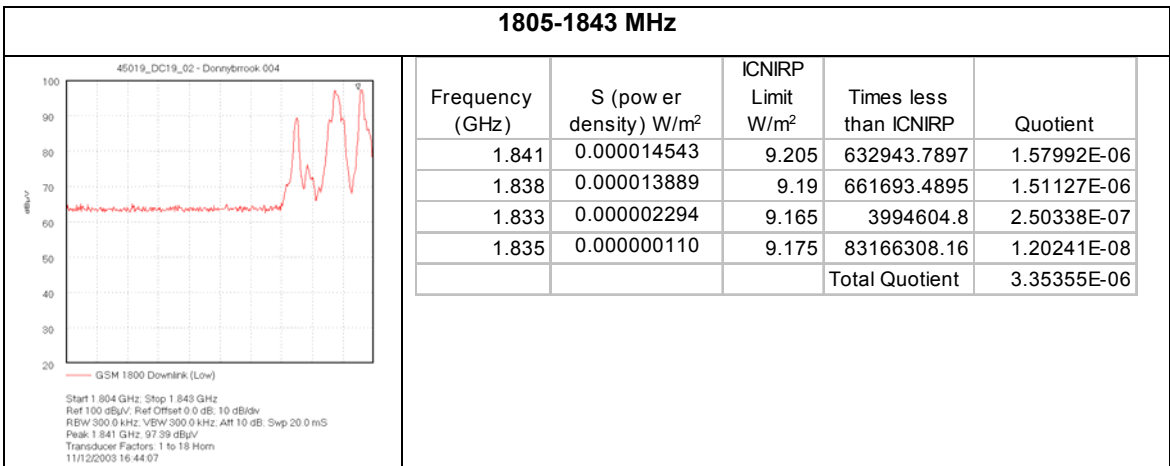 1805-1843 MHz
45019_DC19_02 - Donnybrrook 004
100
90
80
70
60
50
40
30
20
dBµV
GSM 1800 Downlink (Low)
Start 1.804 GHz; Stop 1.843 GHz
Ref 100 dBµV; Ref Offset 0.0 dB; 10 dB/div
RBW 300.0 kHz; VBW 300.0 kHz; Att 10 dB; Swp 20.0 mS
Peak 1.841 GHz, 97.39 dBµV
Transducer Factors: 1 to 18 Horn
11/12/2003 16:44:07
Frequency (GHz) S (pow er density) W/m² ICNIRP Limit W/m² Times less than ICNIRP Quotient
1.841 0.000014543 9.205 632943.7897 1.57992E-06
1.838 0.000013889 9.19 661693.4895 1.51127E-06
1.833 0.000002294 9.165 3994604.8 2.50338E-07
1.835 0.000000110 9.175 83166308.16 1.20241E-08
Total Quotient 3.35355E-06